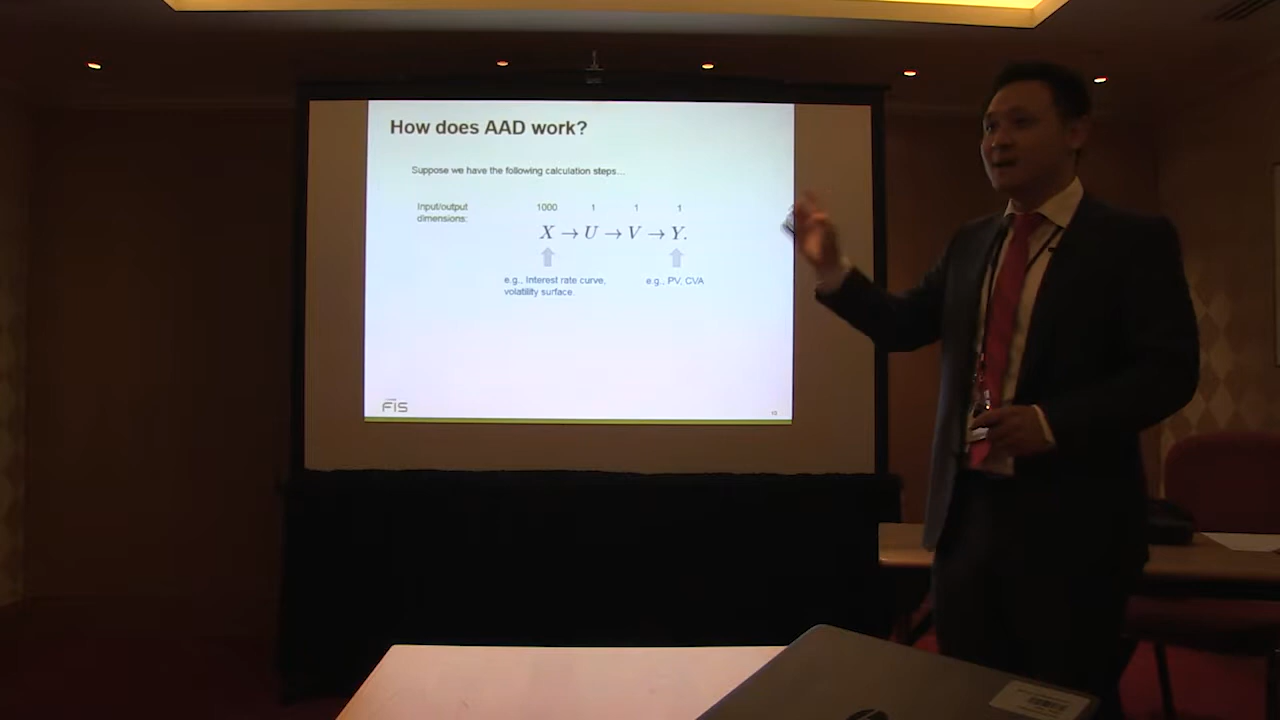 How does AAD work?
Suppose we have the following calculation steps...
Input/output
dimensions:
1000 1 1 1
X → U → V → Y.
e.g., Interest rate curve,
volatility surface.
e.g., PV, CVA
FIS